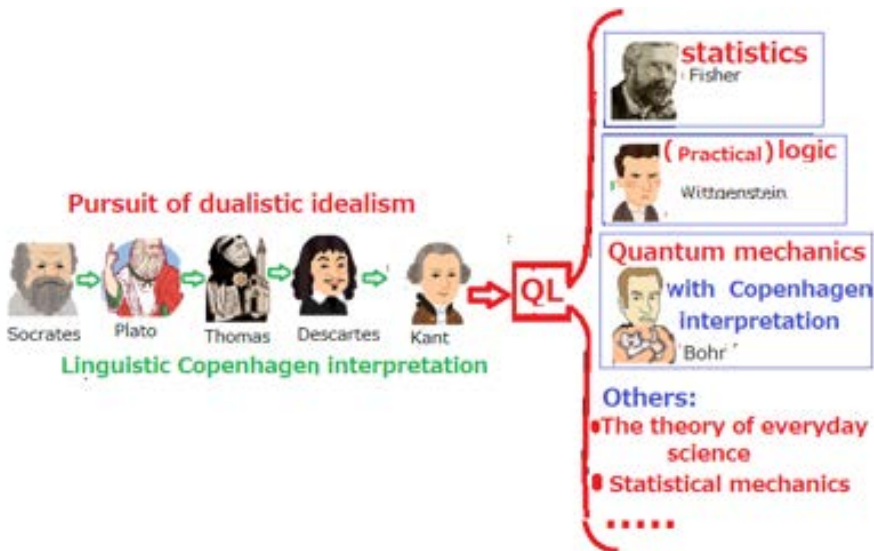 Pursuit of dualistic idealism
Socrates
Plato
Thomas
Descartes
Kant
Linguistic Copenhagen interpretation
QL
statistics
Fisher
(Practical) logic
Wittgenstein
Quantum mechanics
with Copenhagen
interpretation
Bohr
Others:
The theory of everyday
science
Statistical mechanics
.....